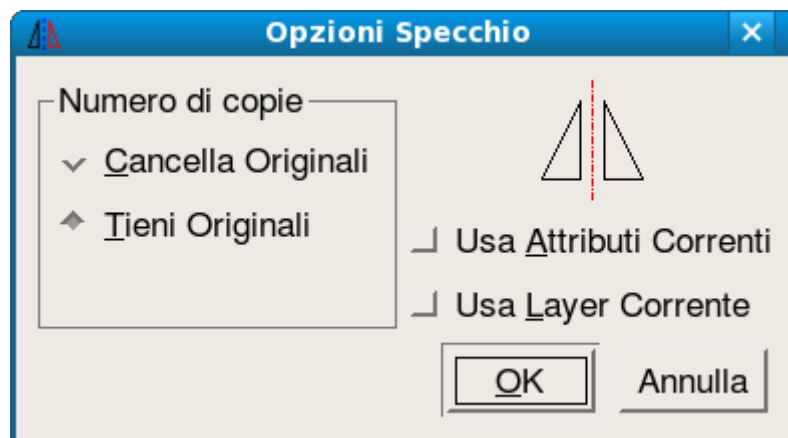 Opzioni Specchio
Numero di copie
Cancella Originali
Tieni Originali
Usa Attributi Correnti
Usa Layer Corrente
OK
Annulla